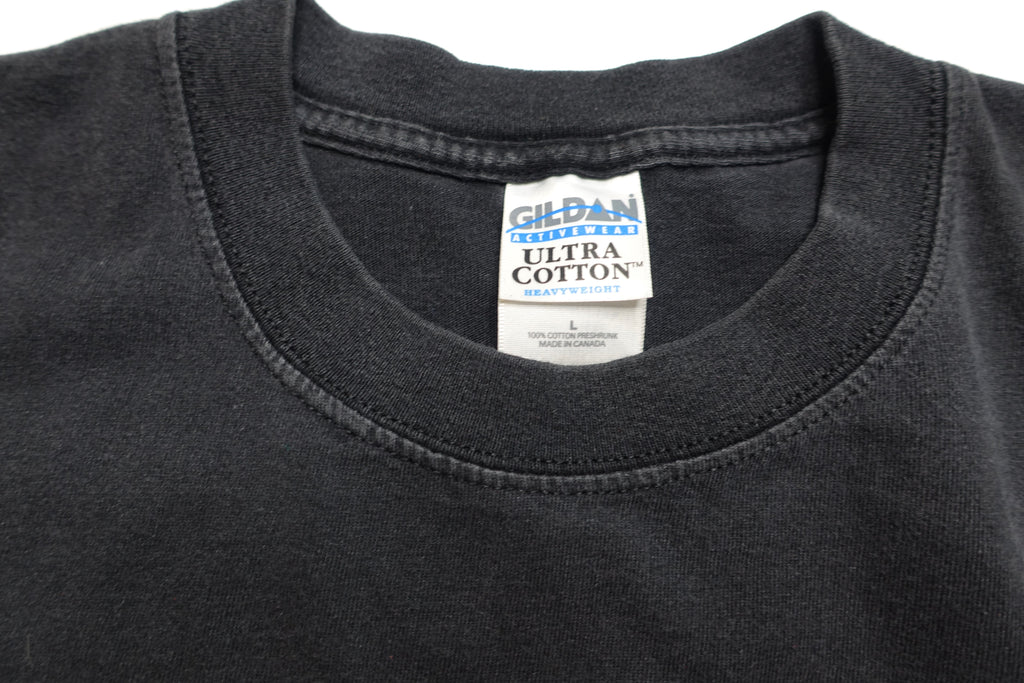 GILDAN
ACTIVEWEAR
ULTRA
COTTON™
HEAVYWEIGHT
L
100% COTTON PRESHRUNK
MADE IN CANADA